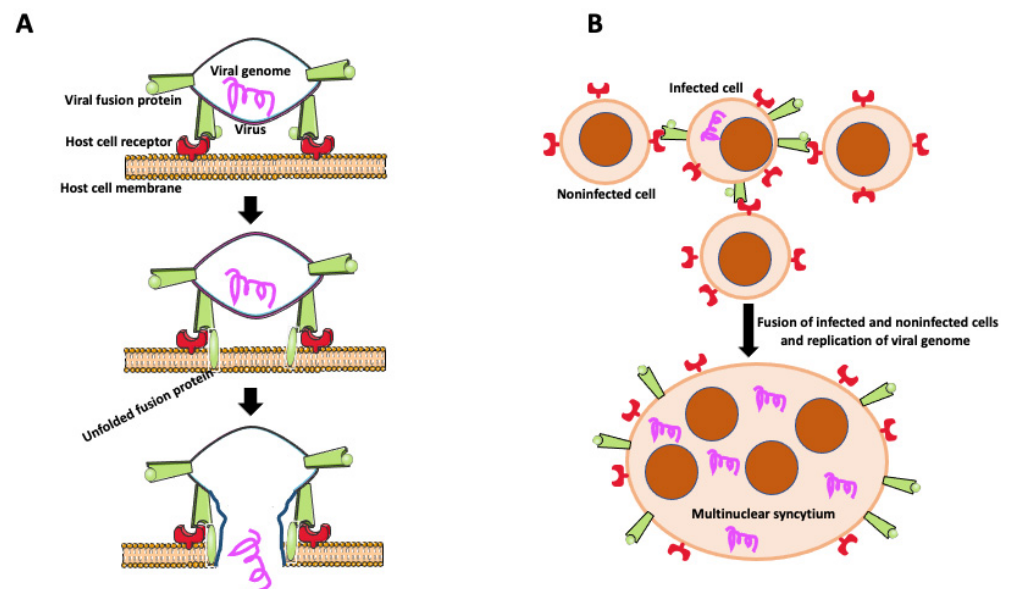 A
Viral genome
Viral fusion protein
Virus
Host cell receptor
Host cell membrane
Unfolded fusion protein
B
Infected cell
Noninfected cell
Fusion of infected and noninfected cells
and replication of viral genome
Multinuclear syncytium